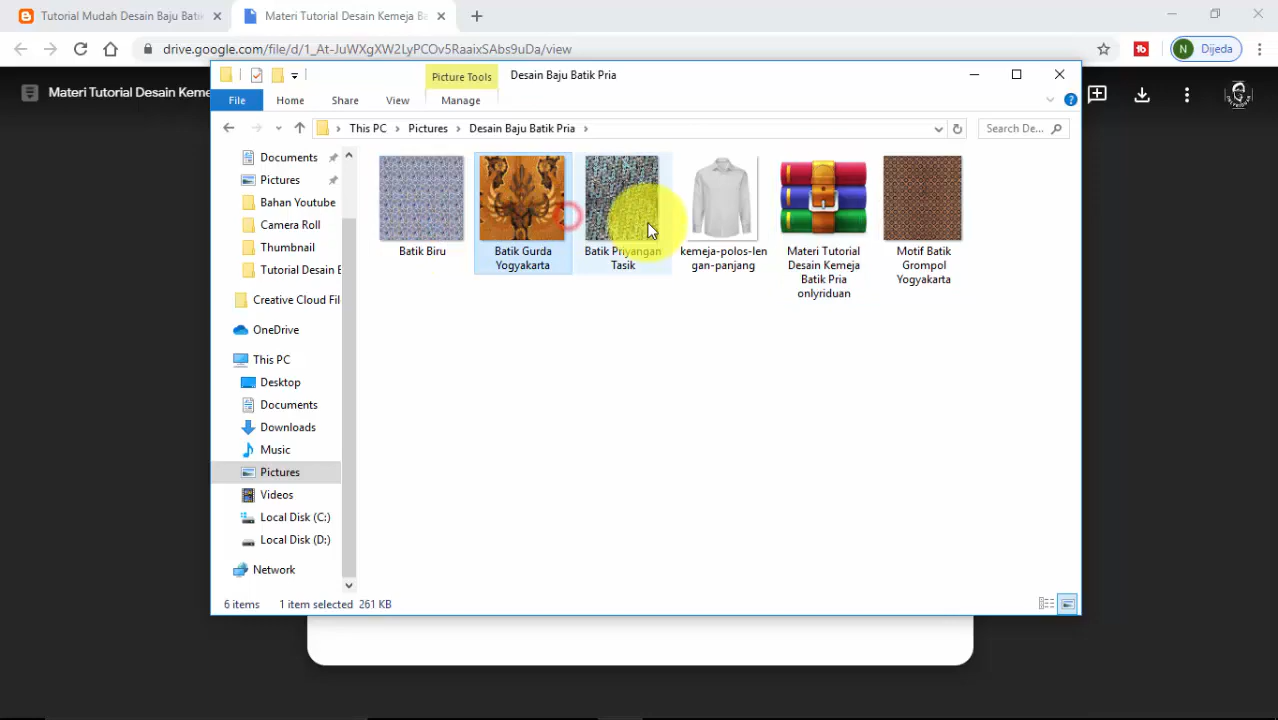 Tutorial Mudah Desain Baju Bati
Materi Tutorial Desain Kemeja Ba
drive.google.com/file/d/1_At-JuWXgXW2LyPCOv5RaaixSAbs9uDa/view
N Dijeda
Materi Tutorial Desain Keme
Picture Tools
Desain Baju Batik Pria
File
Home
Share
View
Manage
This PC > Pictures > Desain Baju Batik Pria >
Search De...
Documents
Pictures
Bahan Youtube
Camera Roll
Thumbnail
Tutorial Desain B
Creative Cloud Fil
OneDrive
This PC
Desktop
Documents
Downloads
Music
Pictures
Videos
Local Disk (C:)
Local Disk (D:)
Network
Batik Biru
Batik Gurda
Yogyakarta
Batik Priyangan
Tasik
kemeja-polos-len
gan-panjang
Materi Tutorial
Desain Kemeja
Batik Pria
onlyriduan
Motif Batik
Grompol
Yogyakarta
6 items
1 item selected 261 KB